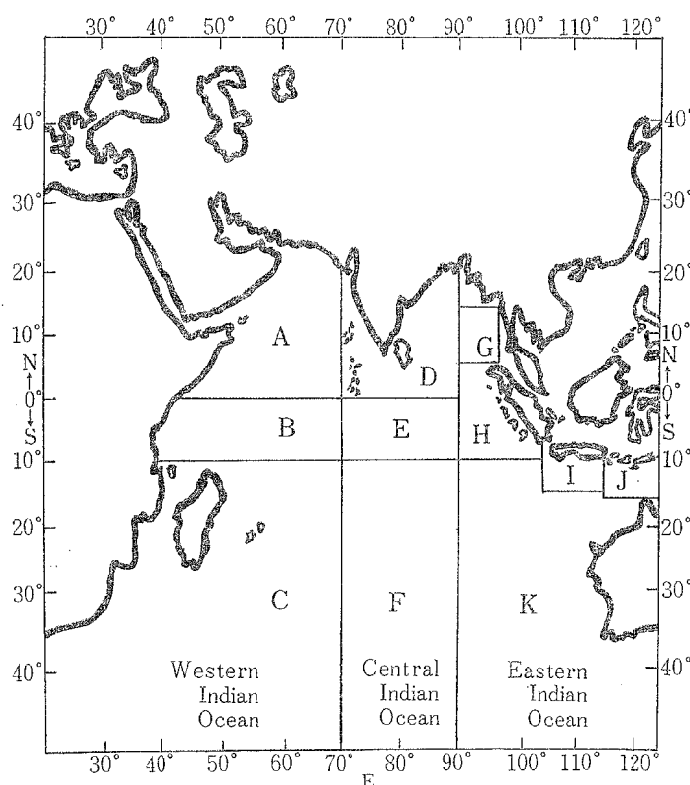 30° 40° 50° 60° 70° 80° 90° 100° 110° 120°
40° 40°
30° 30°
20° 20°
10° A G 10°
N N
D
0° 0°
S B E H S
10° 10°
I J
20° 20°
30° C F K 30°
40° 40°
Western Central Eastern
Indian Indian Indian
Ocean Ocean Ocean
30° 40° 50° 60° 70° 80° 90° 100° 110° 120°
E